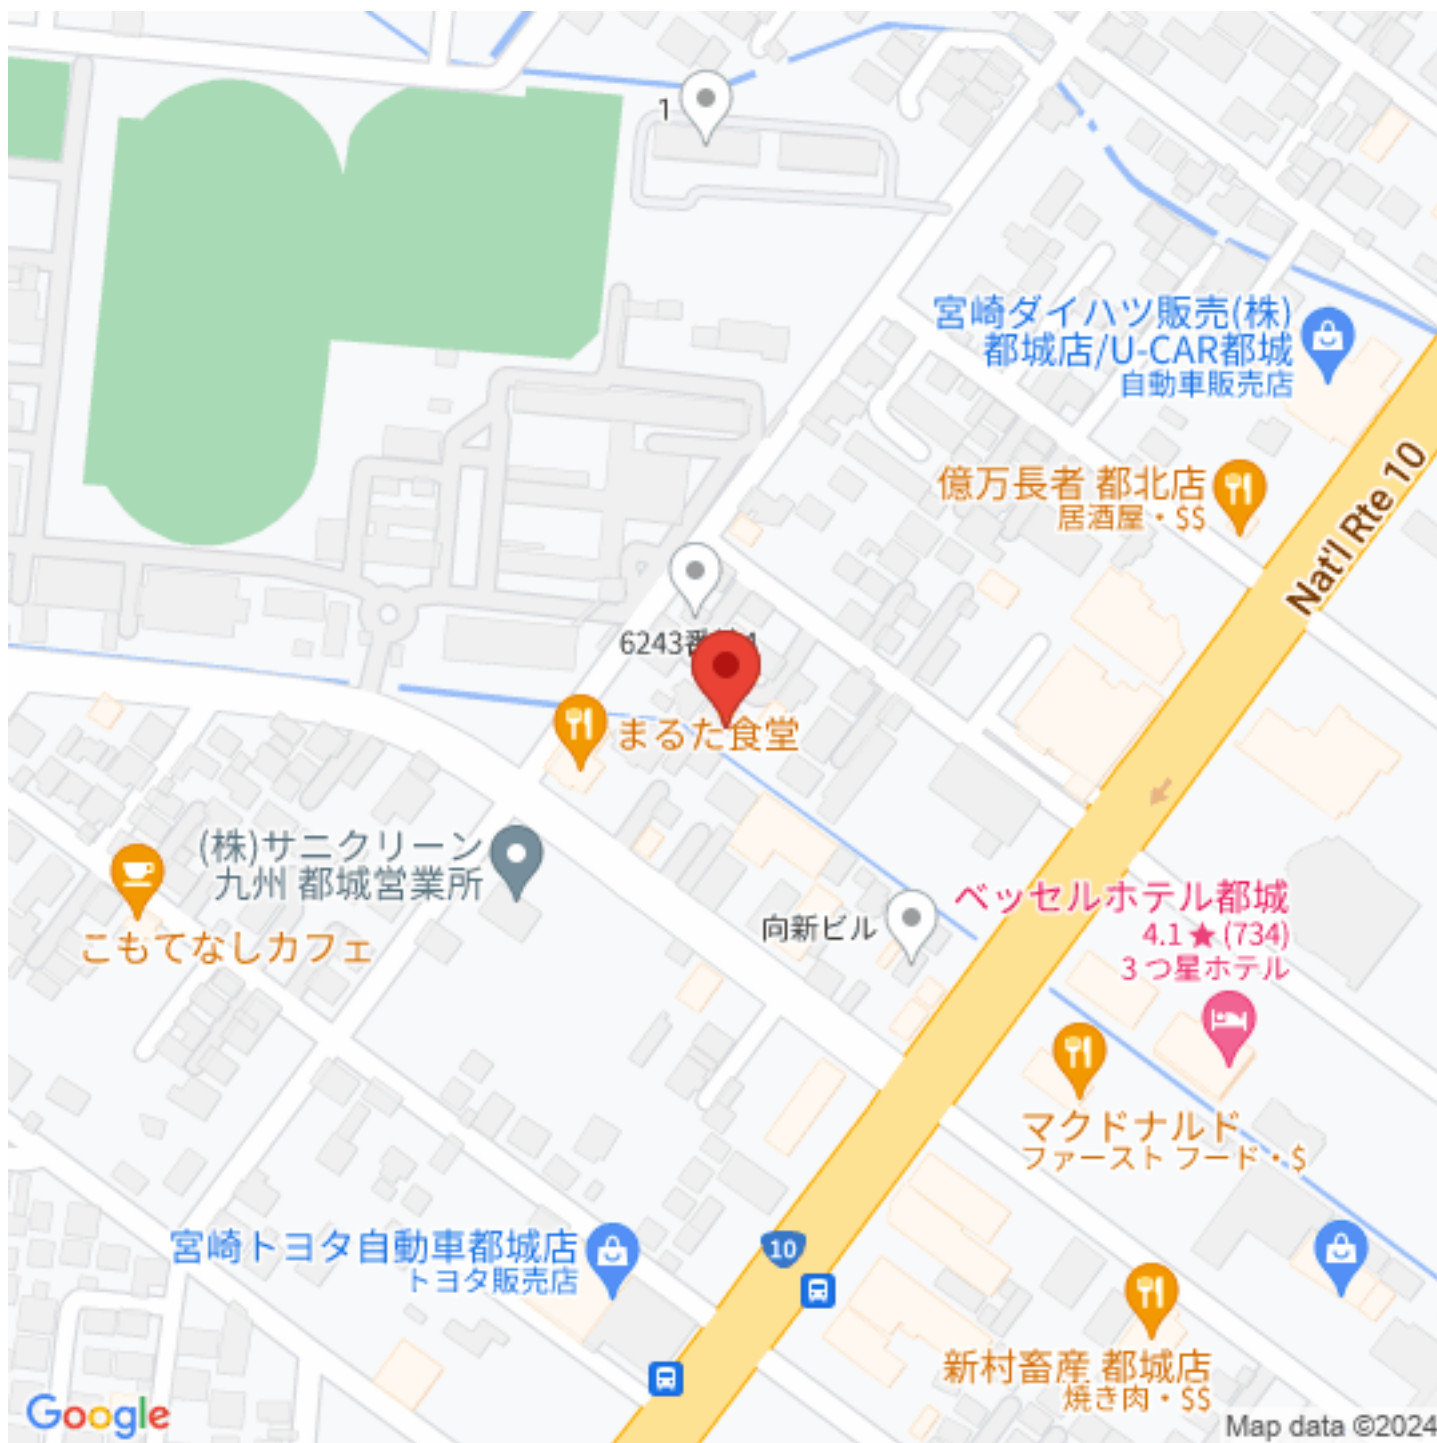 1
宮崎ダイハツ販売(株)
都城店/U-CAR都城
自動車販売店
億万長者 都北店
居酒屋・$$
Nat'l Rte 10
まるた食堂
(株)サニクリーン
九州 都城営業所
こもてなしカフェ
向新ビル
ベッセルホテル都城
4.1★(734)
3つ星ホテル
マクドナルド
ファースト フード・$
宮崎トヨタ自動車都城店
トヨタ販売店
10
新村畜産 都城店
焼き肉・$$
Google
Map data ©2024